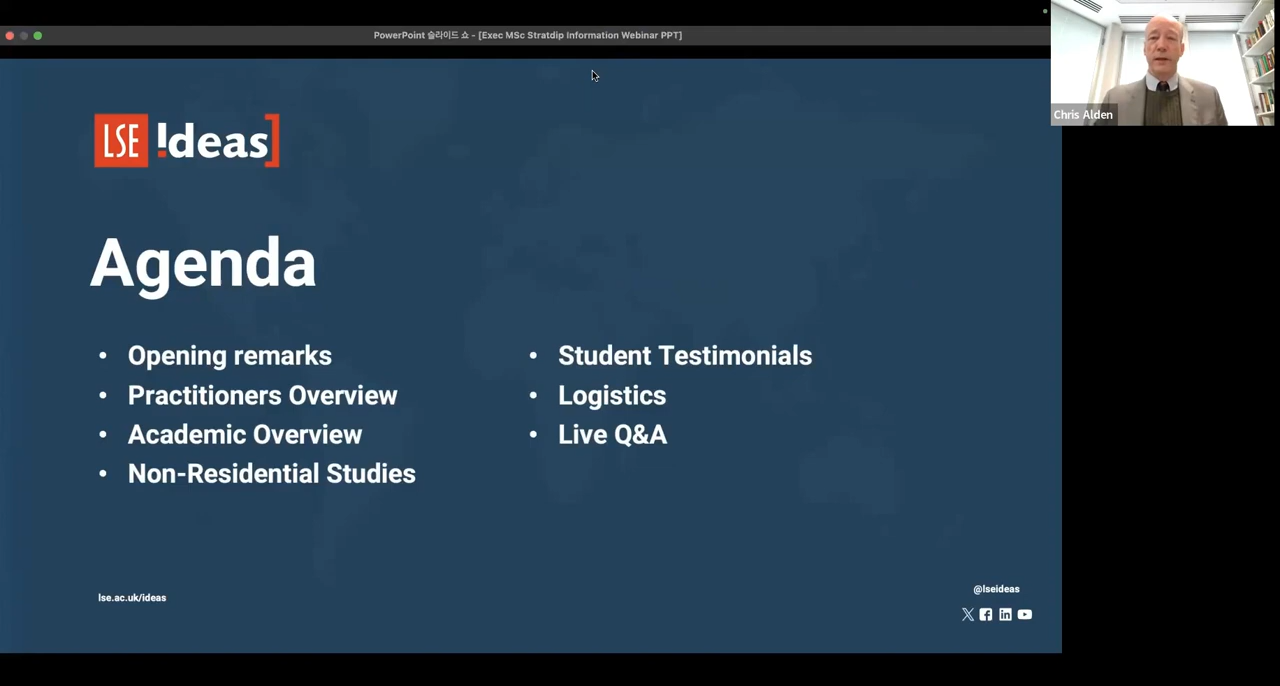 PowerPoint 슬라이드 쇼 - [Exec MSc Stratdip Information Webinar PPT]
Chris Alden
LSE Ideas]
Agenda
• Opening remarks
• Practitioners Overview
• Academic Overview
• Non-Residential Studies
• Student Testimonials
• Logistics
• Live Q&A
lse.ac.uk/ideas
@lseideas